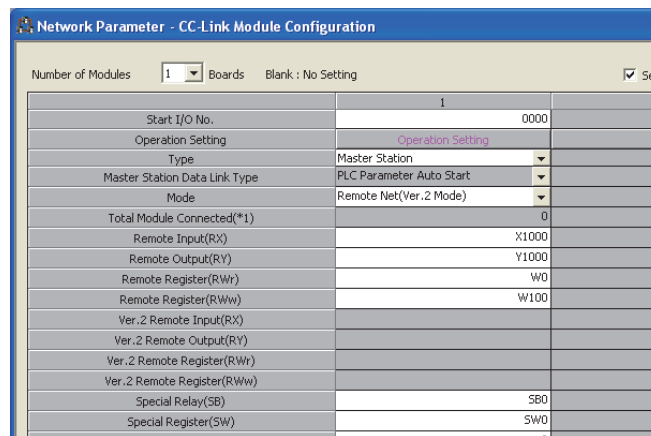 Network Parameter - CC-Link Module Configuration
Number of Modules 1 Boards Blank : No Setting
1
Start I/O No. 0000
Operation Setting Operation Setting
Type Master Station
Master Station Data Link Type PLC Parameter Auto Start
Mode Remote Net(Ver.2 Mode)
Total Module Connected(*1) 0
Remote Input(RX) X1000
Remote Output(RY) Y1000
Remote Register(RWr) W0
Remote Register(RWw) W100
Ver.2 Remote Input(RX)
Ver.2 Remote Output(RY)
Ver.2 Remote Register(RWr)
Ver.2 Remote Register(RWw)
Special Relay(SB) SB0
Special Register(SW) SW0